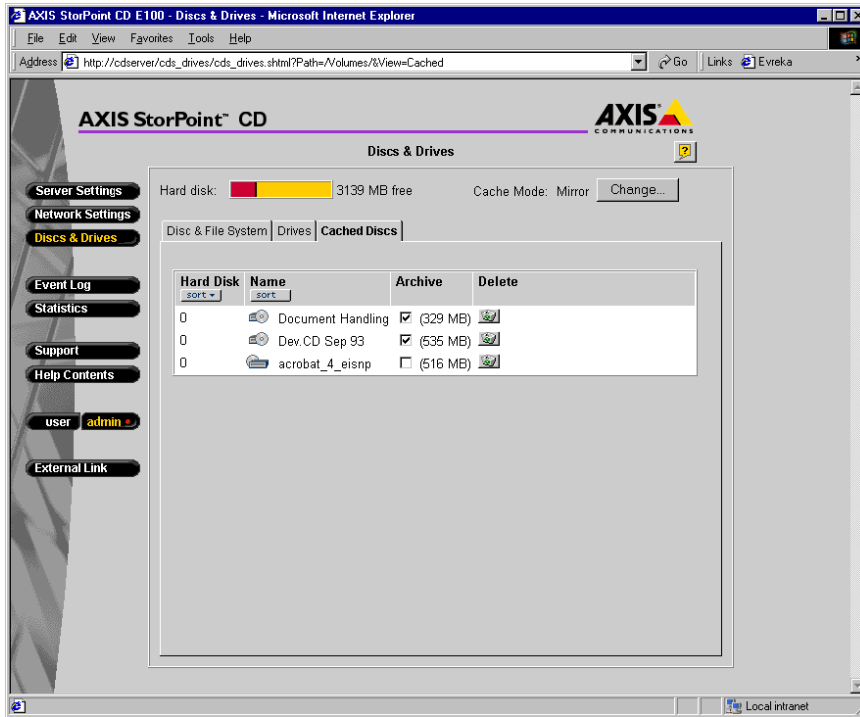 AXIS StorPoint CD E100 - Discs & Drives - Microsoft Internet Explorer
File Edit View Favorites Tools Help
Address http://cdserver/cds_drives/cds_drives.shtml?Path=/Volumes/&View=Cached Go Links Evreka
AXIS StorPoint™ CD
AXIS
COMMUNICATIONS
Discs & Drives
?
Server Settings
Network Settings
Discs & Drives
Event Log
Statistics
Support
Help Contents
user admin
External Link
Hard disk: 3139 MB free Cache Mode: Mirror Change...
Disc & File System Drives Cached Discs
Hard Disk Name Archive Delete
sort sort
0 Document Handling (329 MB)
0 Dev.CD Sep 93 (535 MB)
0 acrobat_4_eisnp (516 MB)
Local intranet